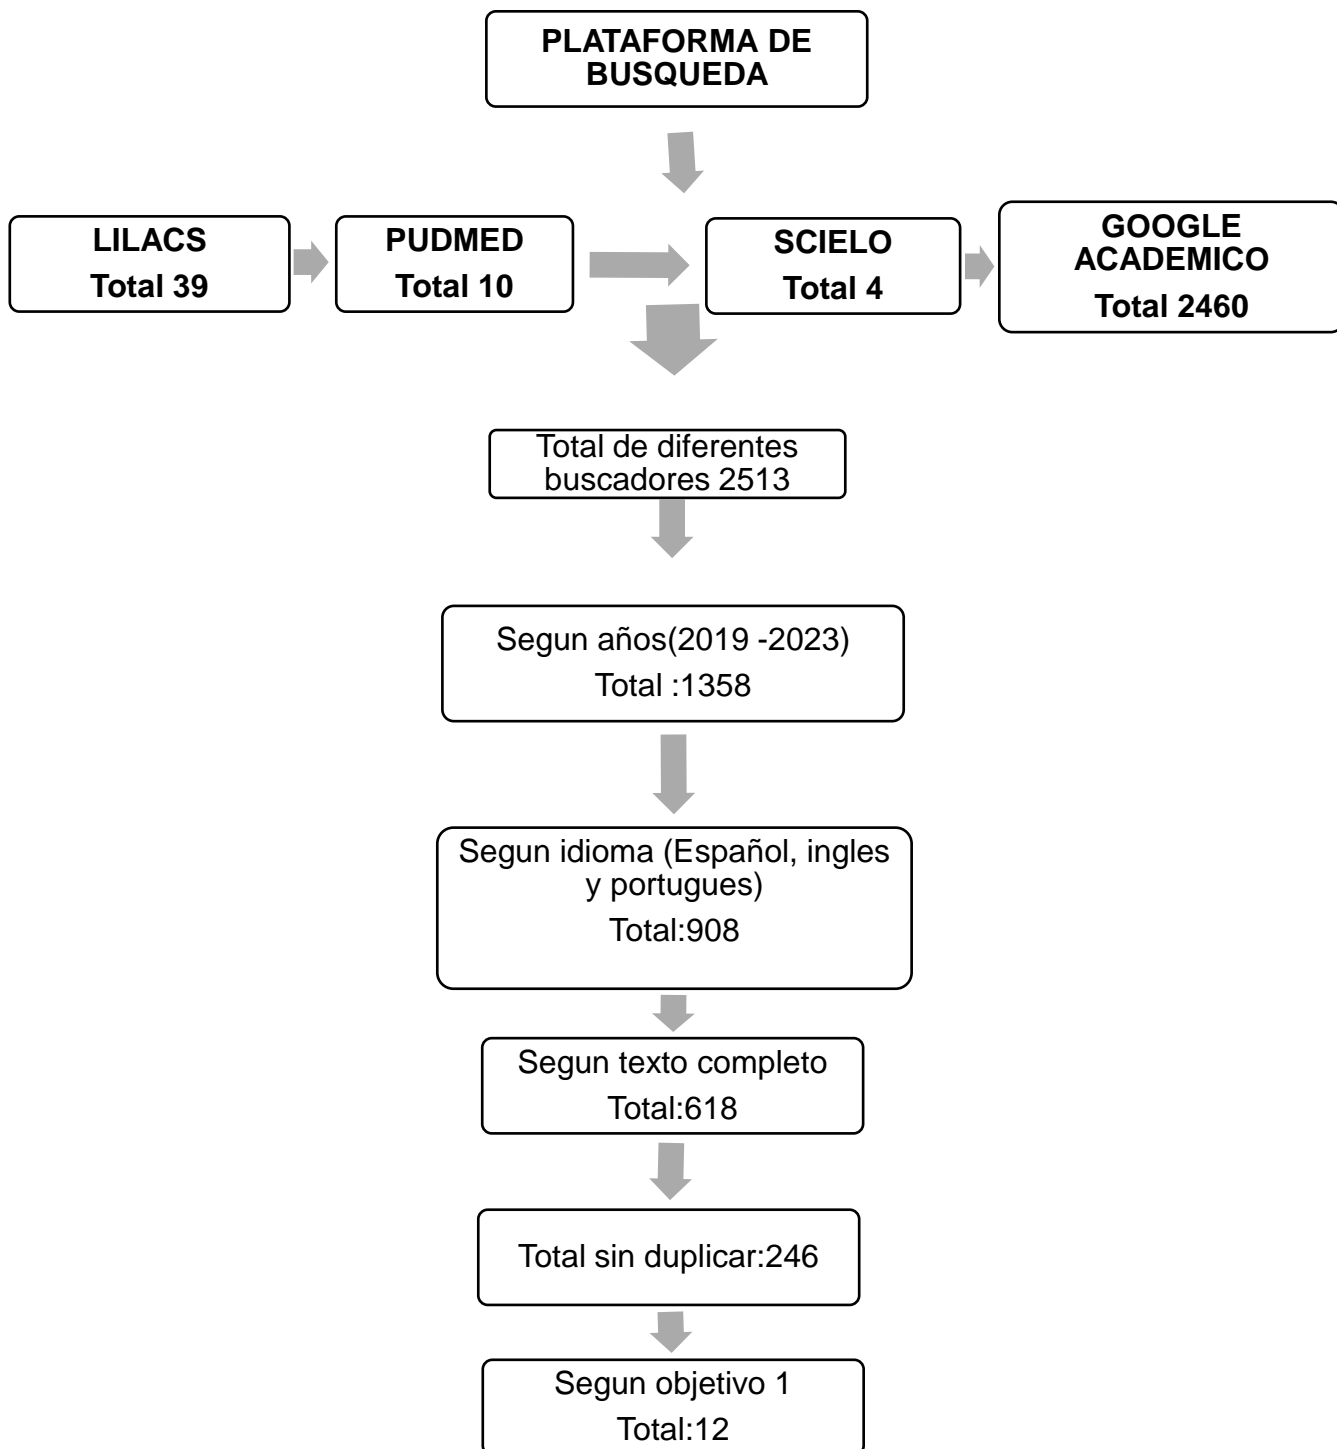 PLATAFORMA DE
BUSQUEDA
LILACS
Total 39
PUDMED
Total 10
SCIELO
Total 4
GOOGLE
ACADEMICO
Total 2460
Total de diferentes
buscadores 2513
Segun años(2019 -2023)
Total :1358
Segun idioma (Español, ingles
y portugues)
Total:908
Segun texto completo
Total:618
Total sin duplicar:246
Segun objetivo 1
Total:12